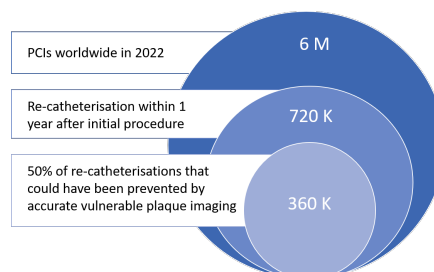 PCIs worldwide in 2022
6 M
Re-catheterisation within 1
year after initial procedure
720 K
50% of re-catheterisations that
could have been prevented by
accurate vulnerable plaque imaging
360 K